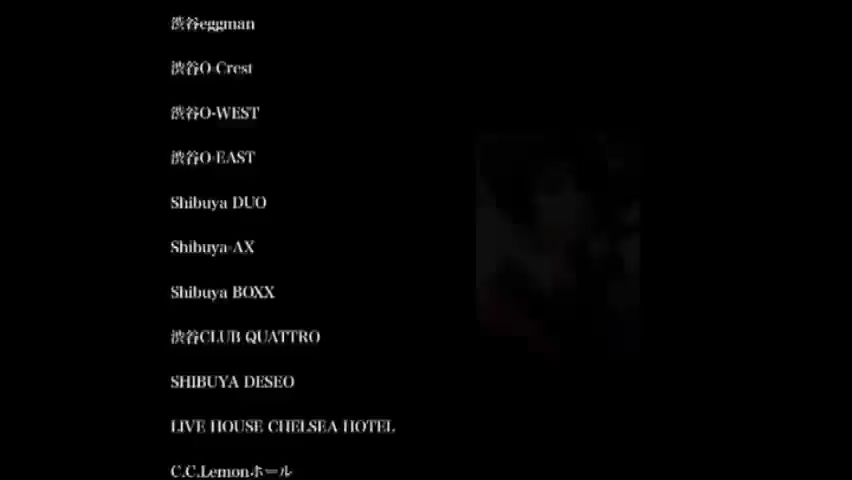 渋谷eggman
渋谷O-Crest
渋谷O-WEST
渋谷O-EAST
Shibuya DUO
Shibuya-AX
Shibuya BOXX
渋谷CLUB QUATTRO
SHIBUYA DESEO
LIVE HOUSE CHELSEA HOTEL
C.C.Lemonホール